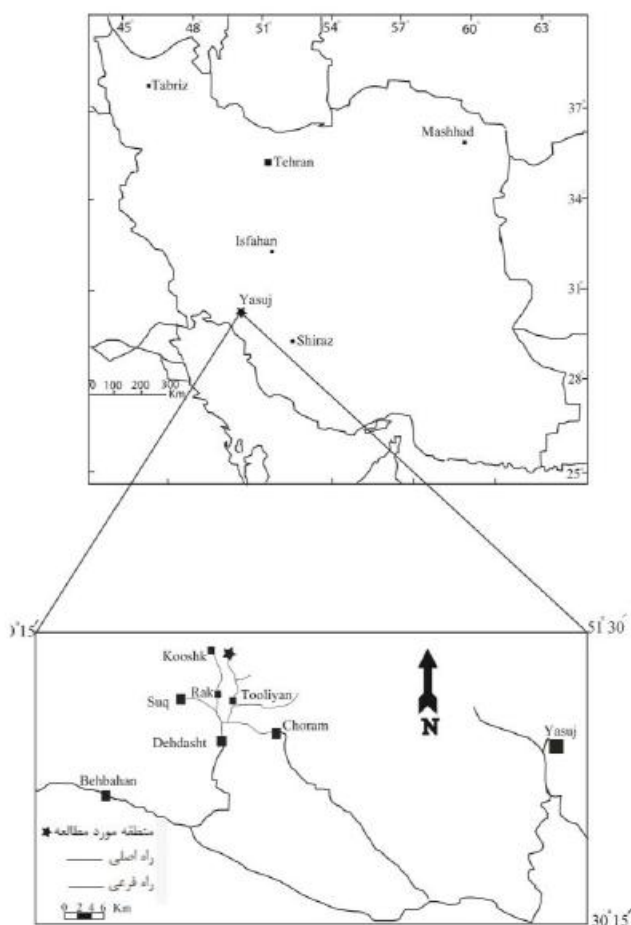 45° 48 51° 57° 60° 63°
Tabriz
37°
Mashhad
Tehran
34°
Isfahan
31°
Yasuj
Shiraz
0 100 200 300
Km
28°
25°
51° 30'
Kooshk
Rak
Tooliyan
Suq
Choram
Dehdasht
N
Yasuj
Behbahan
منطقه مورد مطالعه
راه اصلی
راه فرعی
0 2 4 6
Km
30° 15'